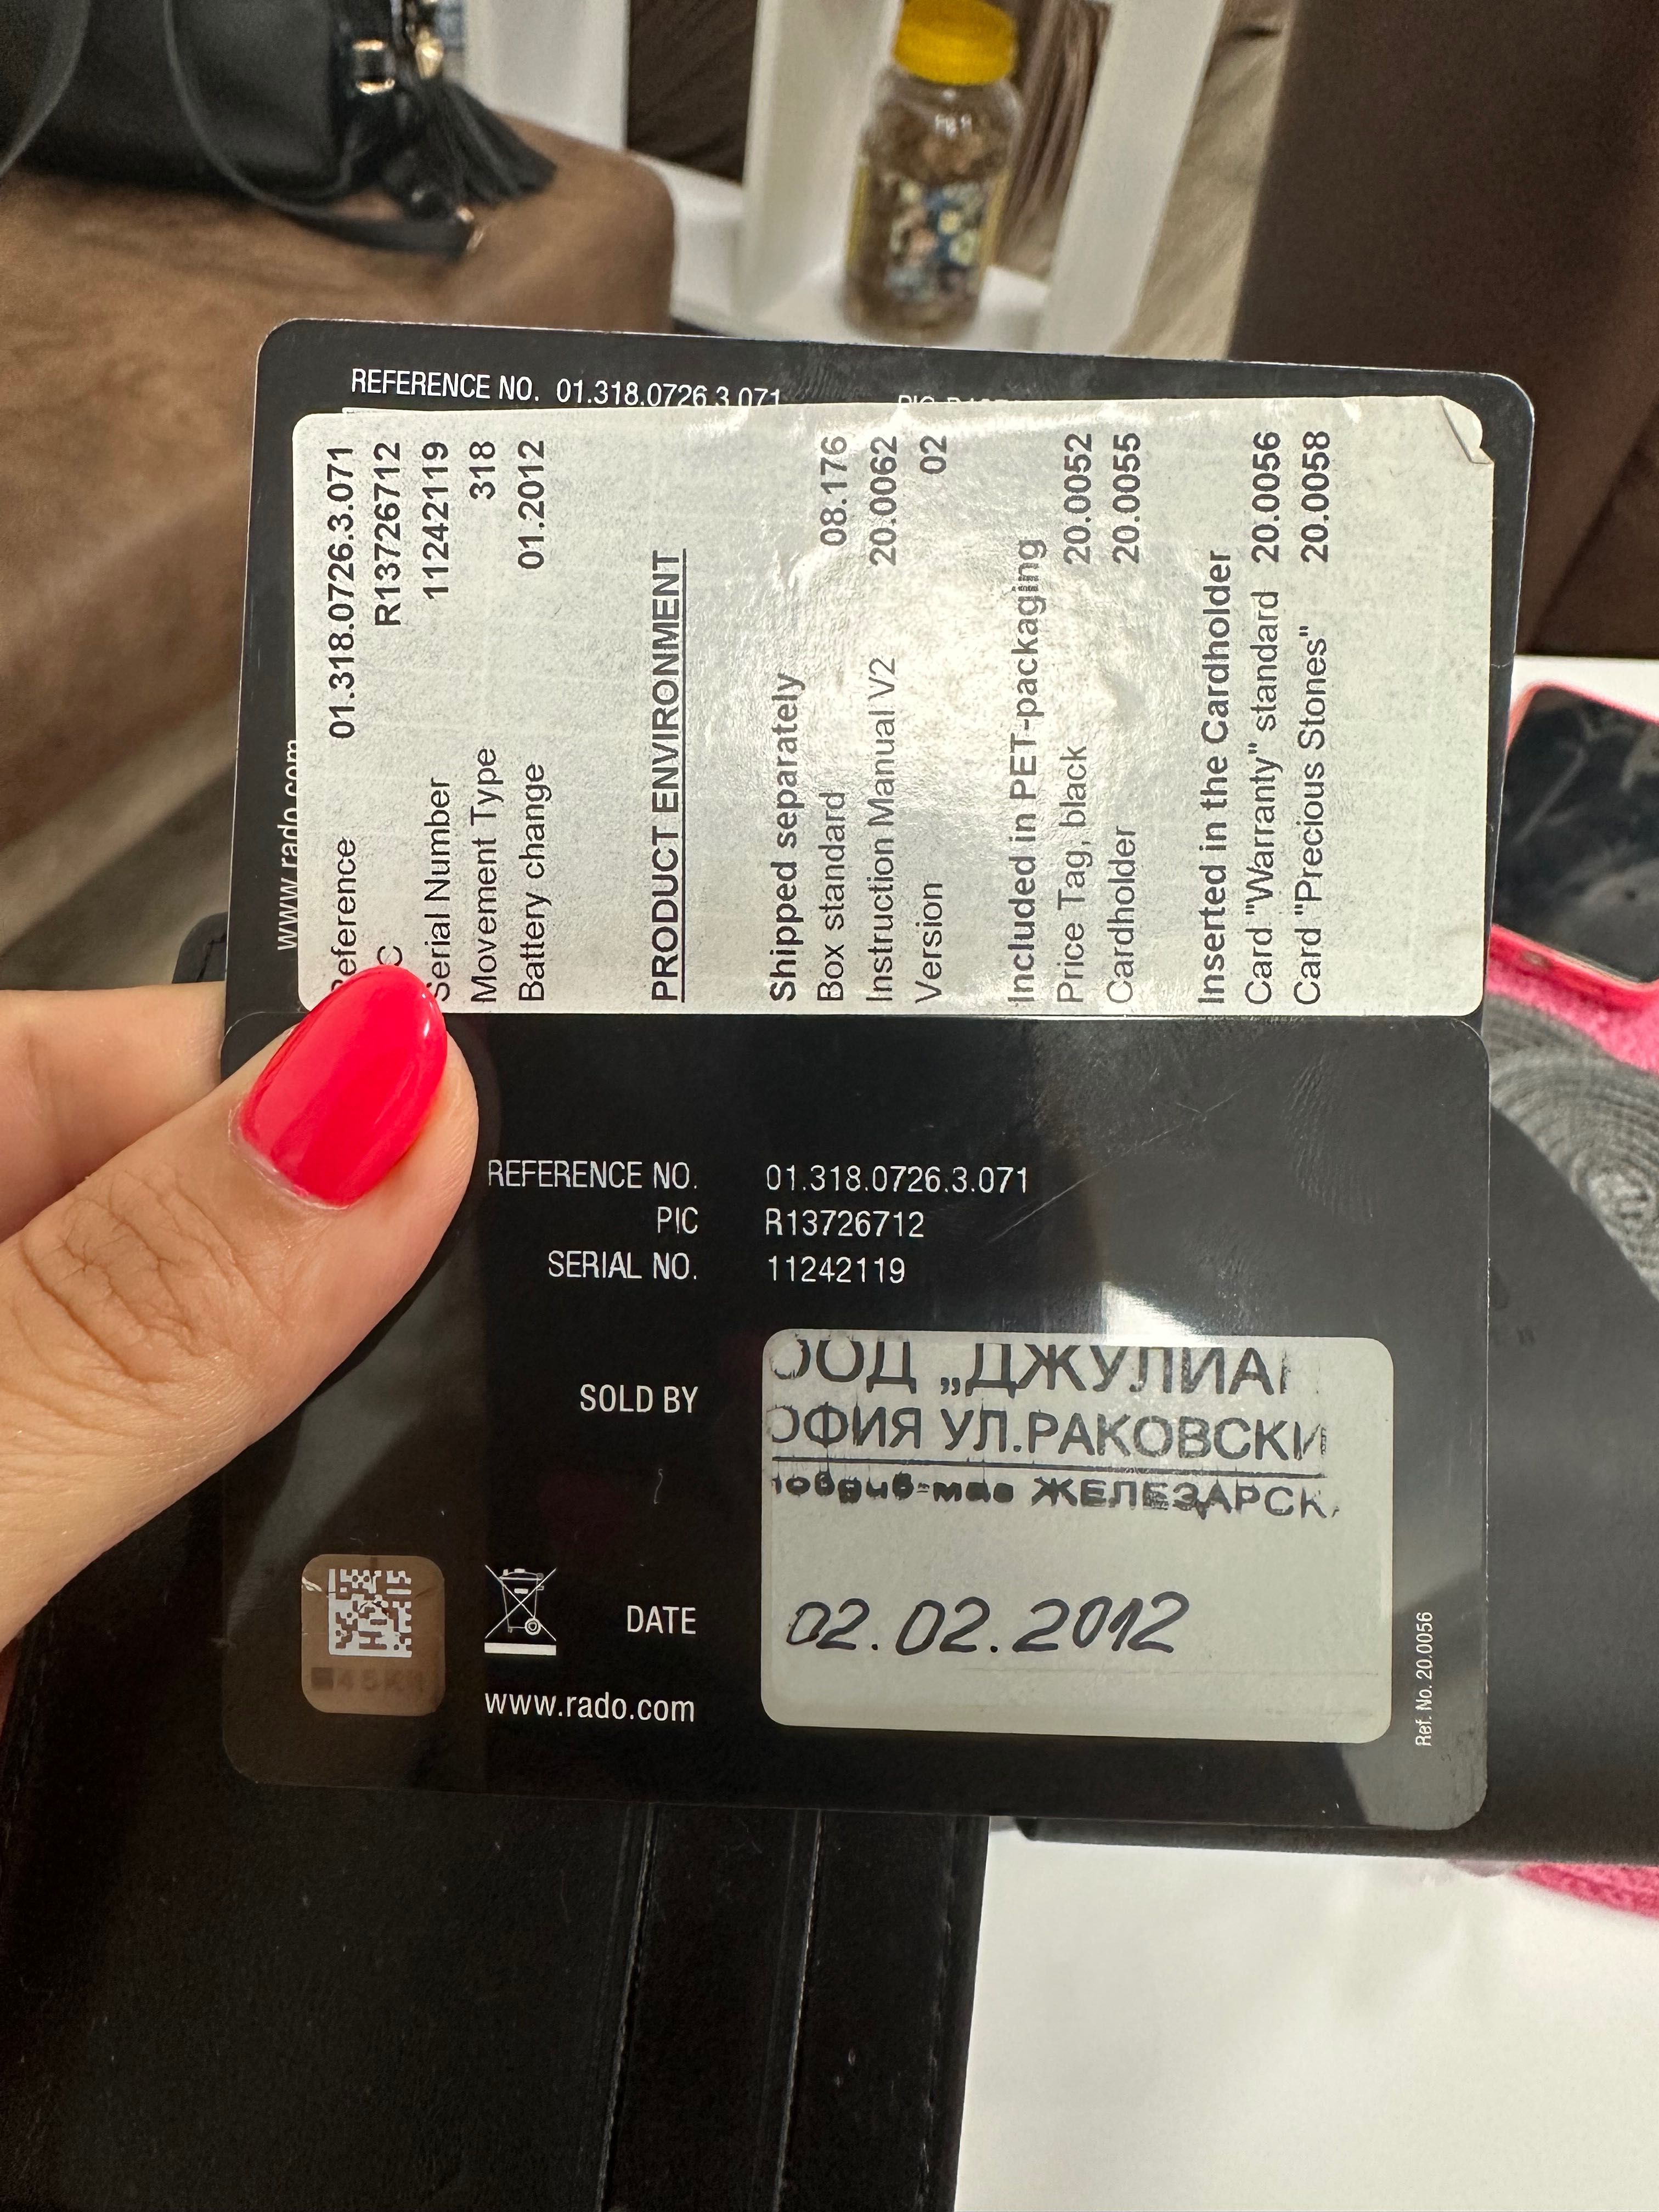 REFERENCE NO. 01.318.0726.3.071
www.rado.com
01.318.0726.3.071
R13726712
Serial Number 11242119
Movement Type 318
Battery change 01.2012
PRODUCT ENVIRONMENT
Shipped separately
Box standard 08.176
Instruction Manual V2 20.0062
Version 02
Included in PET-packaging
Price Tag, black 20.0052
Cardholder 20.0055
Inserted in the Cardholder
Card "Warranty" standard 20.0056
Card "Precious Stones" 20.0058
REFERENCE NO. 01.318.0726.3.071
PIC R13726712
SERIAL NO. 11242119
SOLD BY
ООД „ДЖУЛИА
ОФИЯ УЛ.РАКОВСКИ
ЖЕЛЕЗАРСК
DATE 02.02.2012
www.rado.com
Ref. No. 20.0056